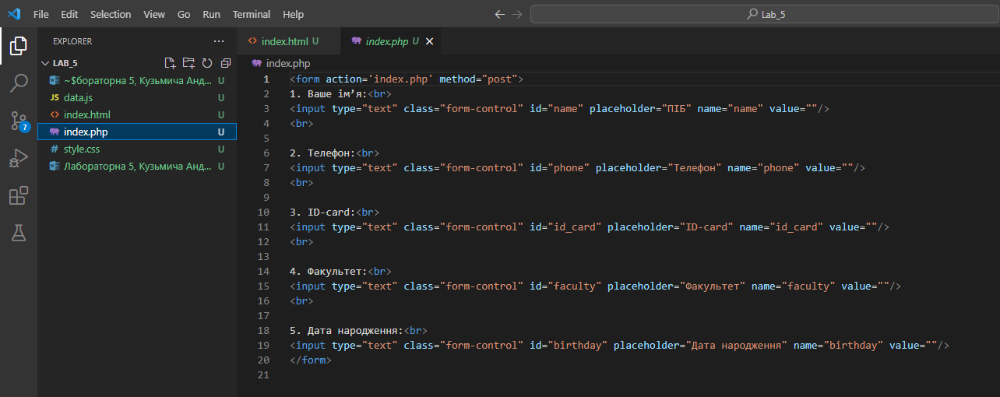 File Edit Selection View Go Run Terminal Help
Lab_5
EXPLORER
LAB_5
~$бораторна 5, Кузьмича Анд... U
JS data.js U
<> index.html U
index.php U
# style.css U
Лабораторна 5, Кузьмича Анд... U
7
<> index.html U
index.php U
index.php
1 <form action='index.php' method="post">
2 1. Ваше ім’я:<br>
3 <input type="text" class="form-control" id="name" placeholder="ПІБ" name="name" value=""/>
4 <br>
5
6 2. Телефон:<br>
7 <input type="text" class="form-control" id="phone" placeholder="Телефон" name="phone" value=""/>
8 <br>
9
10 3. ID-card:<br>
11 <input type="text" class="form-control" id="id_card" placeholder="ID-card" name="id_card" value=""/>
12 <br>
13
14 4. Факультет:<br>
15 <input type="text" class="form-control" id="faculty" placeholder="Факультет" name="faculty" value=""/>
16 <br>
17
18 5. Дата народження:<br>
19 <input type="text" class="form-control" id="birthday" placeholder="Дата народження" name="birthday" value=""/>
20 </form>
21